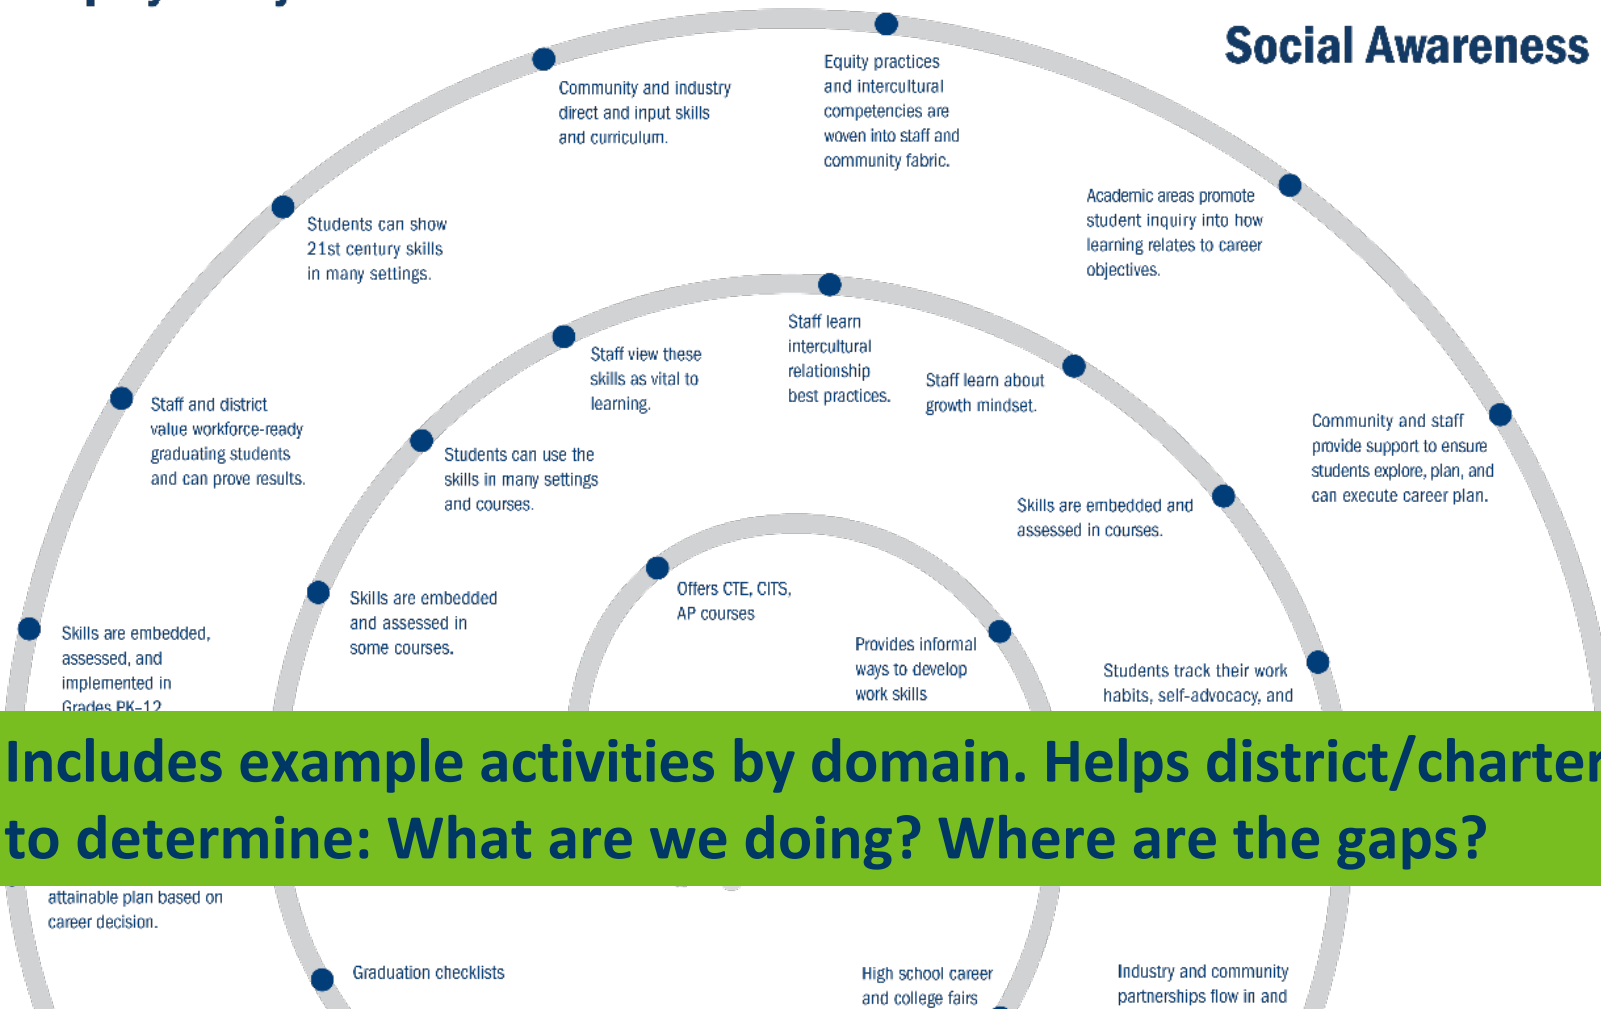 Social Awareness
Community and industry
direct and input skills
and curriculum.
Equity practices
and intercultural
competencies are
woven into staff and
community fabric.
Students can show
21st century skills
in many settings.
Academic areas promote
student inquiry into how
learning relates to career
objectives.
Staff and district
value workforce-ready
graduating students
and can prove results.
Staff view these
skills as vital to
learning.
Staff learn
intercultural
relationship
best practices.
Staff learn about
growth mindset.
Community and staff
provide support to ensure
students explore, plan, and
can execute career plan.
Students can use the
skills in many settings
and courses.
Skills are embedded and
assessed in courses.
Skills are embedded,
assessed, and
implemented in
Grades PK–12
Skills are embedded
and assessed in
some courses.
Offers CTE, CITS,
AP courses
Provides informal
ways to develop
work skills
Students track their work
habits, self-advocacy, and
Includes example activities by domain. Helps district/charter
to determine: What are we doing? Where are the gaps?
attainable plan based on
career decision.
Graduation checklists
High school career
and college fairs
Industry and community
partnerships flow in and